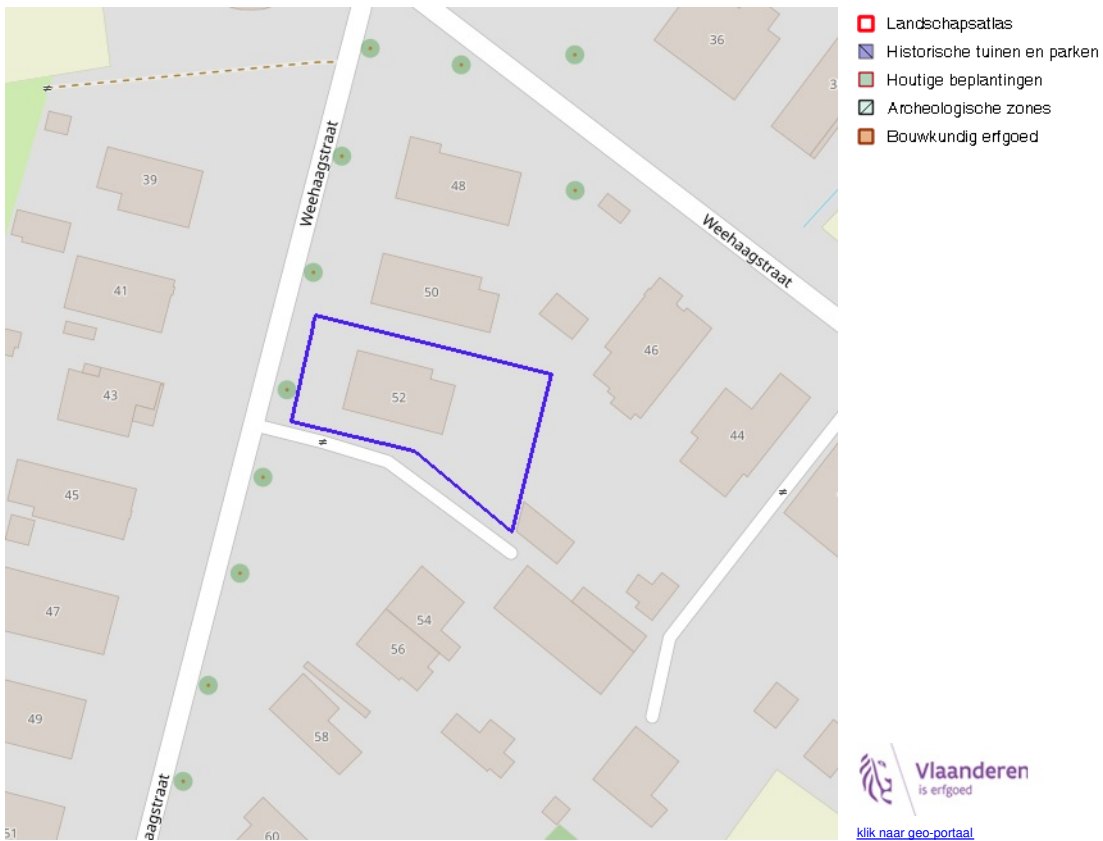 36
39
48
Weehaagstraat
Weehaagstraat
41
50
46
43
52
44
45
47
54
56
49
58
aagstraat
51
60
Landschapsatlas
Historische tuinen en parken
Houtige beplantingen
Archeologische zones
Bouwkundig erfgoed
Vlaanderen
is erfgoed
klik naar geo-portaal